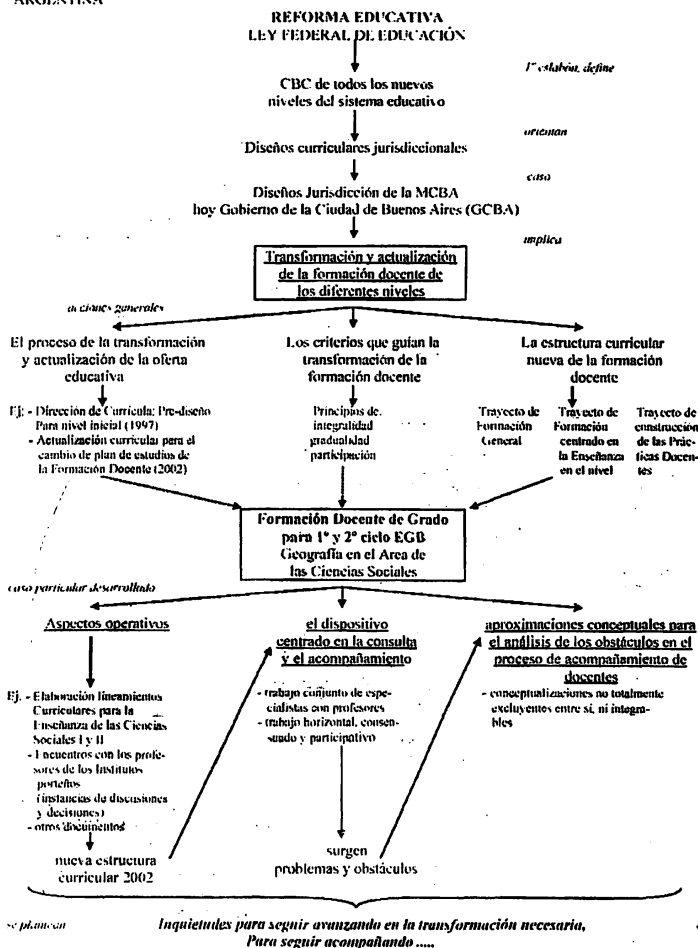 ARGENTINA
REFORMA EDUCATIVA
LEY FEDERAL DE EDUCACIÓN
1º eslabón, define
CBC de todos los nuevos
niveles del sistema educativo
orientan
Diseños curriculares jurisdiccionales
caso
Diseños Jurisdicción de la MCBA
hoy Gobierno de la Ciudad de Buenos Aires (GCBA)
implica
Transformación y actualización
de la formación docente de
los diferentes niveles
acciones generales
El proceso de la transformación
y actualización de la oferta
educativa
Los criterios que guían la
transformación de la
formación docente
La estructura curricular
nueva de la formación
docente
Ej: - Dirección de Currícula: Pre-diseño
Para nivel inicial (1997)
- Actualización curricular para el
cambio de plan de estudios de
la Formación Docente (2002)
Principios de:
integralidad
gradualidad
participación
Trayecto de
Formación
General
Trayecto de
Formación
centrado en
la Enseñanza
en el nivel
Trayecto de
construcción
de las Prác-
ticas Docen-
tes
Formación Docente de Grado
para 1º y 2º ciclo EGB
Geografía en el Area de
las Ciencias Sociales
caso particular desarrollado
Aspectos operativos
el dispositivo
centrado en la consulta
y el acompañamiento
aproximaciones conceptuales para
el análisis de los obstáculos en el
proceso de acompañamiento de
docentes
Ej. - Elaboración lineamientos
Curriculares para la
Enseñanza de las Ciencias
Sociales I y II
- Encuentros con los profe-
sores de los Institutos
porteños
(instancias de discusiones
y decisiones)
- otros documentos
- trabajo conjunto de espe-
cialistas con profesores
- trabajo horizontal, consen-
suado y participativo
- conceptualizaciones no totalmente
excluyentes entre sí, ni integra-
bles
nueva estructura
curricular 2002
surgen
problemas y obstáculos
se plantean
Inquietudes para seguir avanzando en la transformación necesaria,
Para seguir acompañando .....